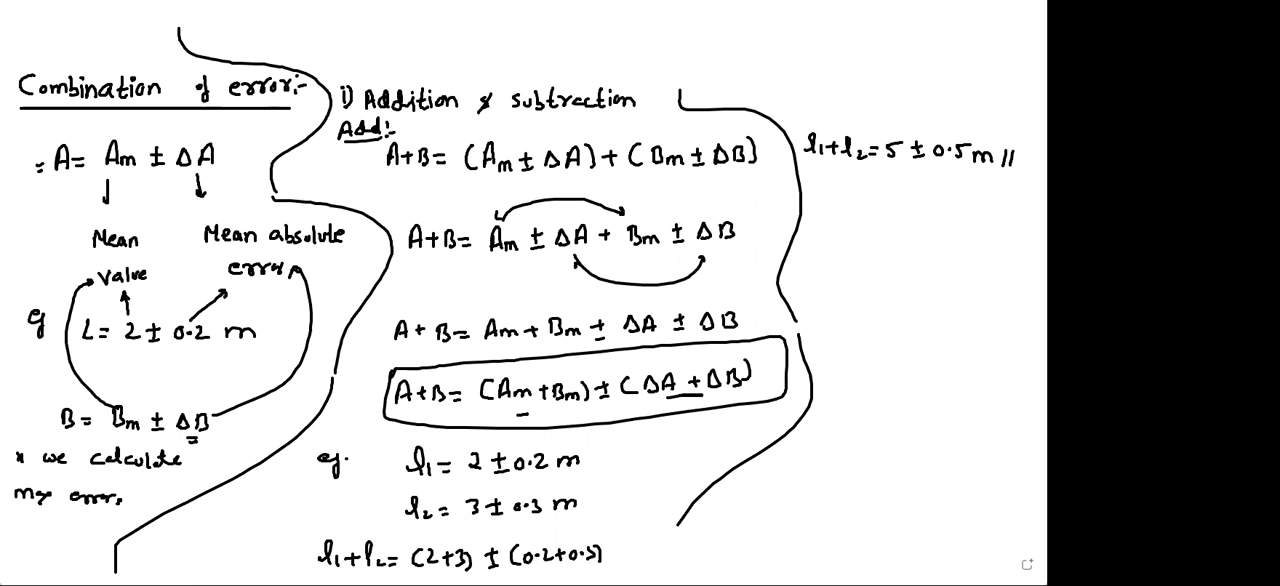 Combination of error:-
= A = Am ± ΔA
↓ ↓
Mean Mean absolute
value error
eg L = 2 ± 0.2 m
B = Bm ± ΔB
* we calculate
max error.
i) Addition & subtraction
Add:-
A+B = (Am ± ΔA) + (Bm ± ΔB)
A+B = Am ± ΔA + Bm ± ΔB
A + B = Am + Bm ± ΔA ± ΔB
A+B = (Am + Bm) ± (ΔA + ΔB)
eg. l1 = 2 ± 0.2 m
l2 = 3 ± 0.3 m
l1 + l2 = (2+3) ± (0.2+0.3)
l1 + l2 = 5 ± 0.5 m //